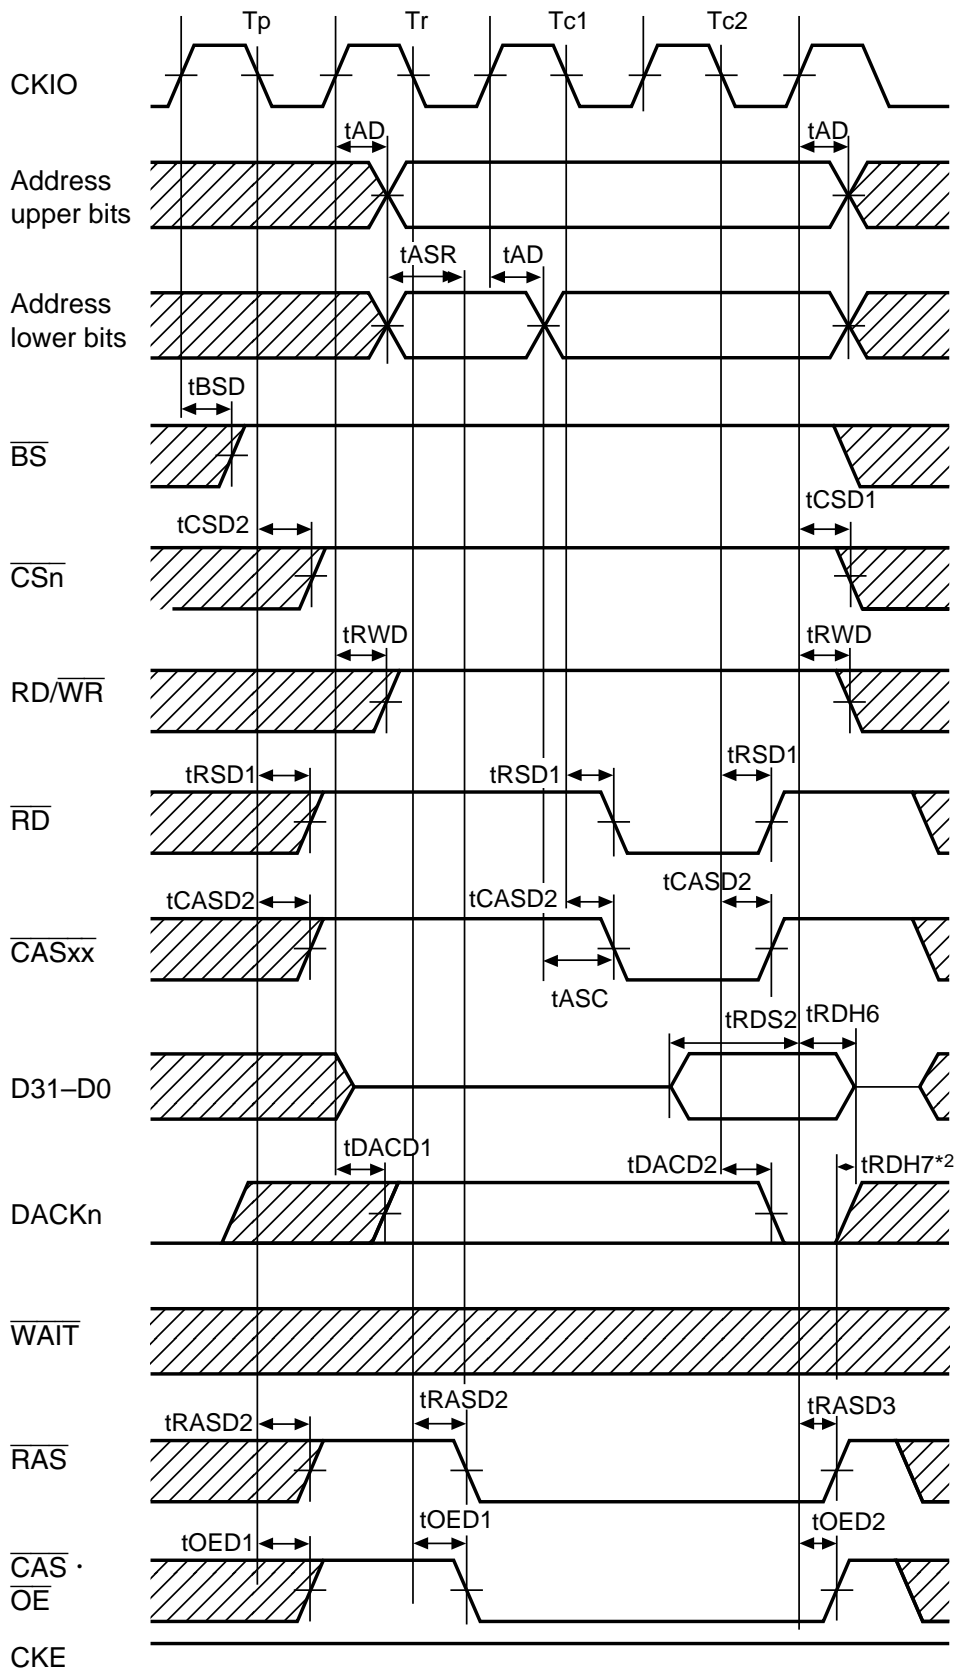 Tp Tr Tc1 Tc2
CKIO
tAD tAD
Address
upper bits
tASR tAD
Address
lower bits
tBSD
BS
tCSD2 tCSD1
CSn
tRWD tRWD
RD/WR
tRSD1 tRSD1 tRSD1
RD
tCASD2 tCASD2 tCASD2
CASxx
tASC
tRDS2 tRDH6
D31–D0
tDACD1 tDACD2 tRDH7*2
DACKn
WAIT
tRASD2 tRASD2 tRASD3
RAS
tOED1 tOED1 tOED2
CAS ·
OE
CKE